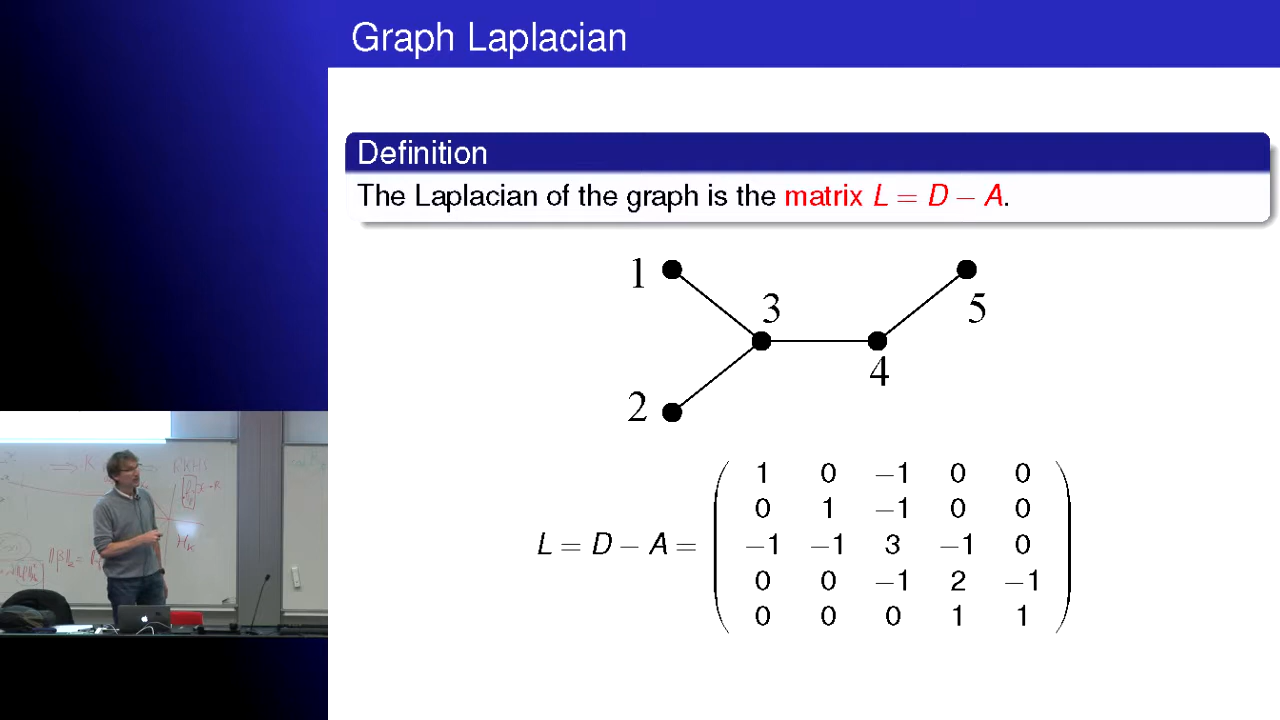 Graph Laplacian
Definition
The Laplacian of the graph is the matrix L = D − A.
1
3
5
4
2
L = D − A =
1 0 −1 0 0
0 1 −1 0 0
−1 −1 3 −1 0
0 0 −1 2 −1
0 0 0 1 1
⟹ K
RKHS